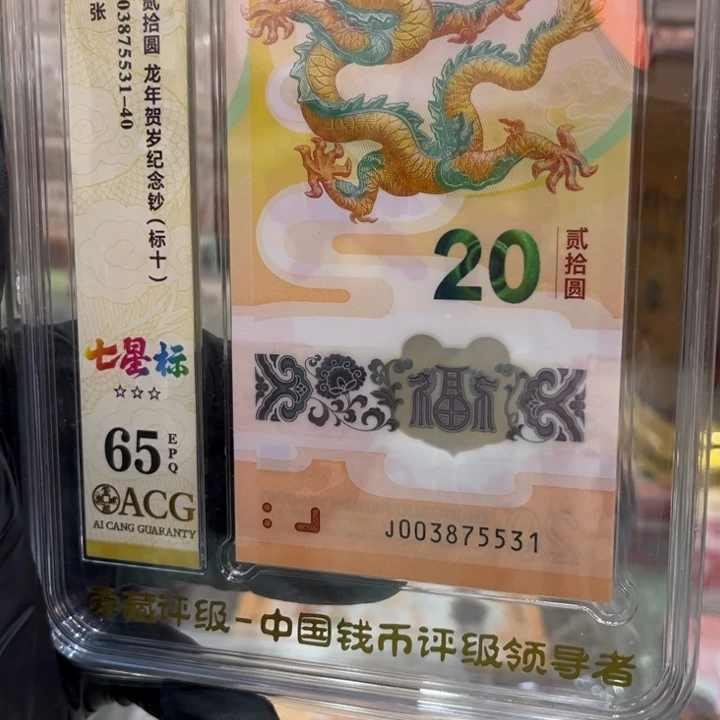 贰拾圆 龙年贺岁纪念钞(标十)
03875531-40
张
七星标
☆☆☆
65
EPQ
ACG
AI CANG GUARANTY
20
贰拾圆
福
J003875531
爱藏评级-中国钱币评级领导者